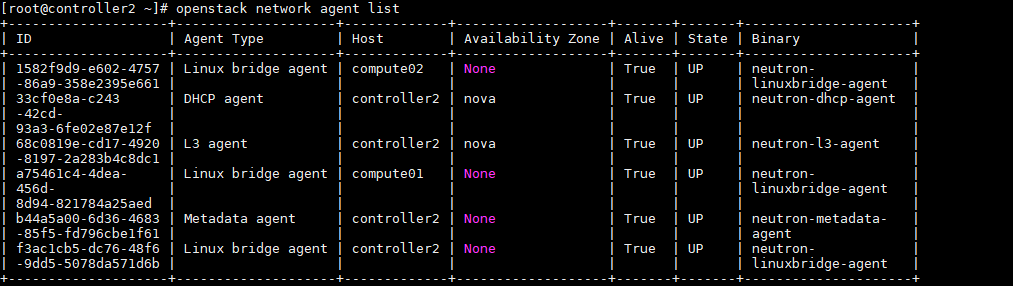 [root@controller2 ~]# openstack network agent list
+--------------------+--------------------+-------------+-------------------+-------+-------+--------------------+
| ID                 | Agent Type         | Host        | Availability Zone | Alive | State | Binary             |
+--------------------+--------------------+-------------+-------------------+-------+-------+--------------------+
| 1582f9d9-e602-4757 | Linux bridge agent | compute02   | None              | True  | UP    | neutron-           |
| -86a9-358e2395e661 |                    |             |                   |       |       | linuxbridge-agent  |
| 33cf0e8a-c243      | DHCP agent         | controller2 | nova              | True  | UP    | neutron-dhcp-agent |
| -42cd-             |                    |             |                   |       |       |                    |
| 93a3-6fe02e87e12f  |                    |             |                   |       |       |                    |
| 68c0819e-cd17-4920 | L3 agent           | controller2 | nova              | True  | UP    | neutron-l3-agent   |
| -8197-2a283b4c8dc1 |                    |             |                   |       |       |                    |
| a75461c4-4dea-     | Linux bridge agent | compute01   | None              | True  | UP    | neutron-           |
| 456d-              |                    |             |                   |       |       | linuxbridge-agent  |
| 8d94-821784a25aed  |                    |             |                   |       |       |                    |
| b44a5a00-6d36-4683 | Metadata agent     | controller2 | None              | True  | UP    | neutron-metadata-  |
| -85f5-fd796cbe1f61 |                    |             |                   |       |       | agent              |
| f3ac1cb5-dc76-48f6 | Linux bridge agent | controller2 | None              | True  | UP    | neutron-           |
| -9dd5-5078da571d6b |                    |             |                   |       |       | linuxbridge-agent  |
+--------------------+--------------------+-------------+-------------------+-------+-------+--------------------+